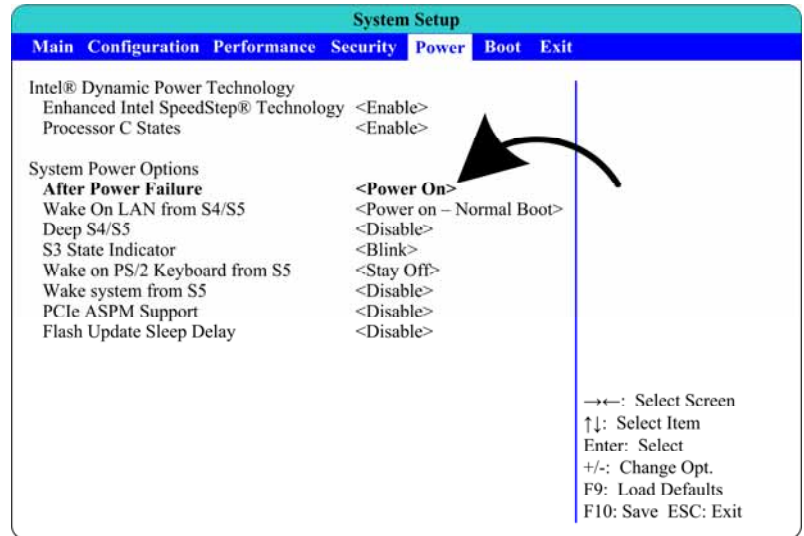 System Setup
Main Configuration Performance Security Power Boot Exit
Intel® Dynamic Power Technology
Enhanced Intel SpeedStep® Technology <Enable>
Processor C States <Enable>
System Power Options
After Power Failure <Power On>
Wake On LAN from S4/S5 <Power on – Normal Boot>
Deep S4/S5 <Disable>
S3 State Indicator <Blink>
Wake on PS/2 Keyboard from S5 <Stay Off>
Wake system from S5 <Disable>
PCIe ASPM Support <Disable>
Flash Update Sleep Delay <Disable>
→←: Select Screen
↑↓: Select Item
Enter: Select
+/-: Change Opt.
F9: Load Defaults
F10: Save ESC: Exit